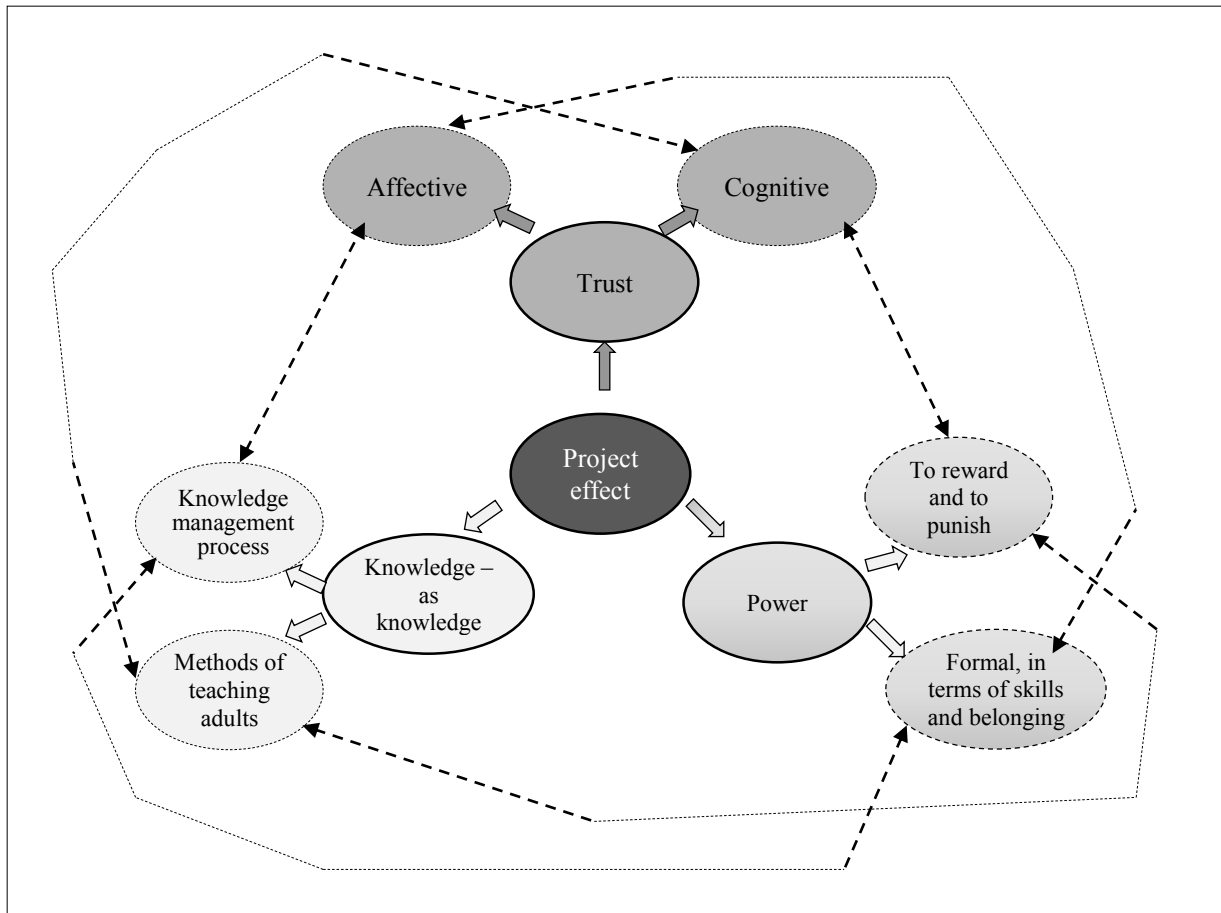 Affective
Cognitive
Trust
Project
effect
Knowledge
management
process
To reward
and to
punish
Knowledge –
as
knowledge
Power
Methods of
teaching
adults
Formal, in
terms of skills
and belonging